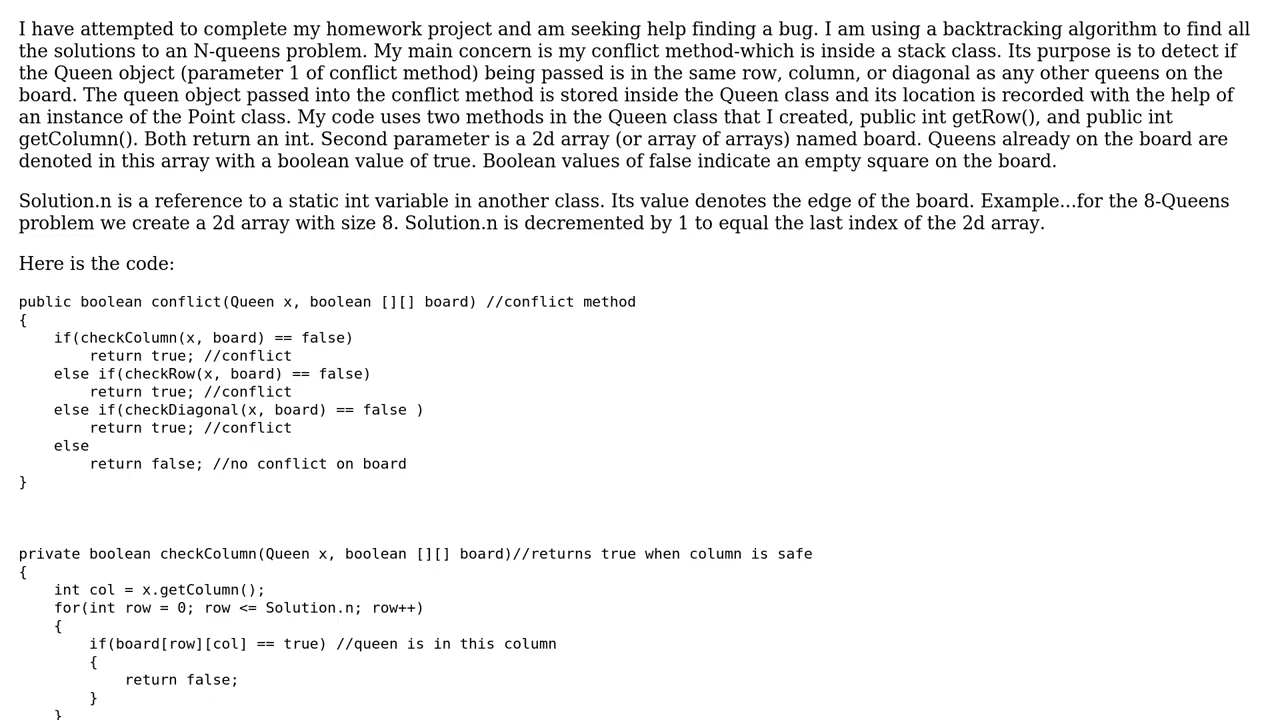 I have attempted to complete my homework project and am seeking help finding a bug. I am using a backtracking algorithm to find all
the solutions to an N-queens problem. My main concern is my conflict method-which is inside a stack class. Its purpose is to detect if
the Queen object (parameter 1 of conflict method) being passed is in the same row, column, or diagonal as any other queens on the
board. The queen object passed into the conflict method is stored inside the Queen class and its location is recorded with the help of
an instance of the Point class. My code uses two methods in the Queen class that I created, public int getRow(), and public int
getColumn(). Both return an int. Second parameter is a 2d array (or array of arrays) named board. Queens already on the board are
denoted in this array with a boolean value of true. Boolean values of false indicate an empty square on the board.
Solution.n is a reference to a static int variable in another class. Its value denotes the edge of the board. Example...for the 8-Queens
problem we create a 2d array with size 8. Solution.n is decremented by 1 to equal the last index of the 2d array.
Here is the code:
public boolean conflict(Queen x, boolean [][] board) //conflict method
{
    if(checkColumn(x, board) == false)
        return true; //conflict
    else if(checkRow(x, board) == false)
        return true; //conflict
    else if(checkDiagonal(x, board) == false )
        return true; //conflict
    else
        return false; //no conflict on board
}
private boolean checkColumn(Queen x, boolean [][] board)//returns true when column is safe
{
    int col = x.getColumn();
    for(int row = 0; row <= Solution.n; row++)
    {
        if(board[row][col] == true) //queen is in this column
        {
            return false;
        }
    }